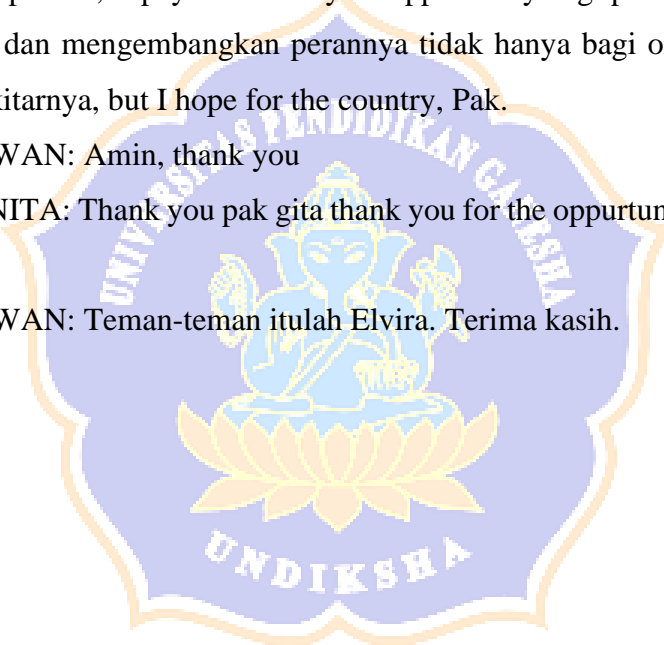 dan mengembangkan perannya tidak hanya bagi o
kitarnya, but I hope for the country, Pak.
WAN: Amin, thank you
NITA: Thank you pak gita thank you for the oppurtun
WAN: Teman-teman itulah Elvira. Terima kasih.
UNIVERSITAS PENDIDIKAN GANESHA
UNDIKSHA